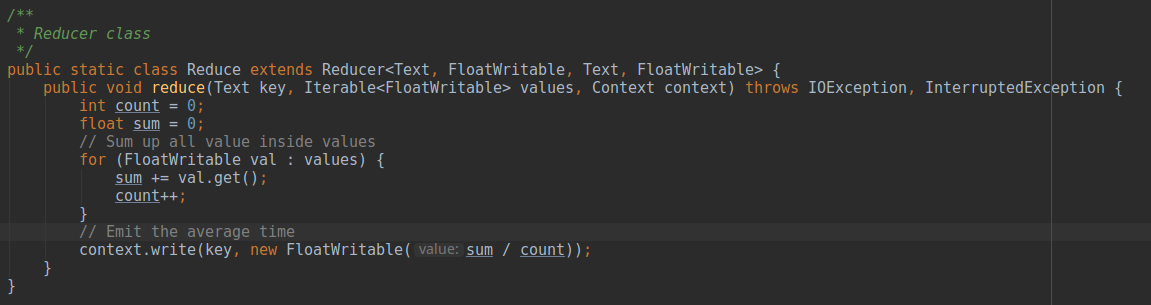 /**
 * Reducer class
 */
public static class Reduce extends Reducer<Text, FloatWritable, Text, FloatWritable> {
    public void reduce(Text key, Iterable<FloatWritable> values, Context context) throws IOException, InterruptedException {
        int count = 0;
        float sum = 0;
        // Sum up all value inside values
        for (FloatWritable val : values) {
            sum += val.get();
            count++;
        }
        // Emit the average time
        context.write(key, new FloatWritable( value: sum / count));
    }
}